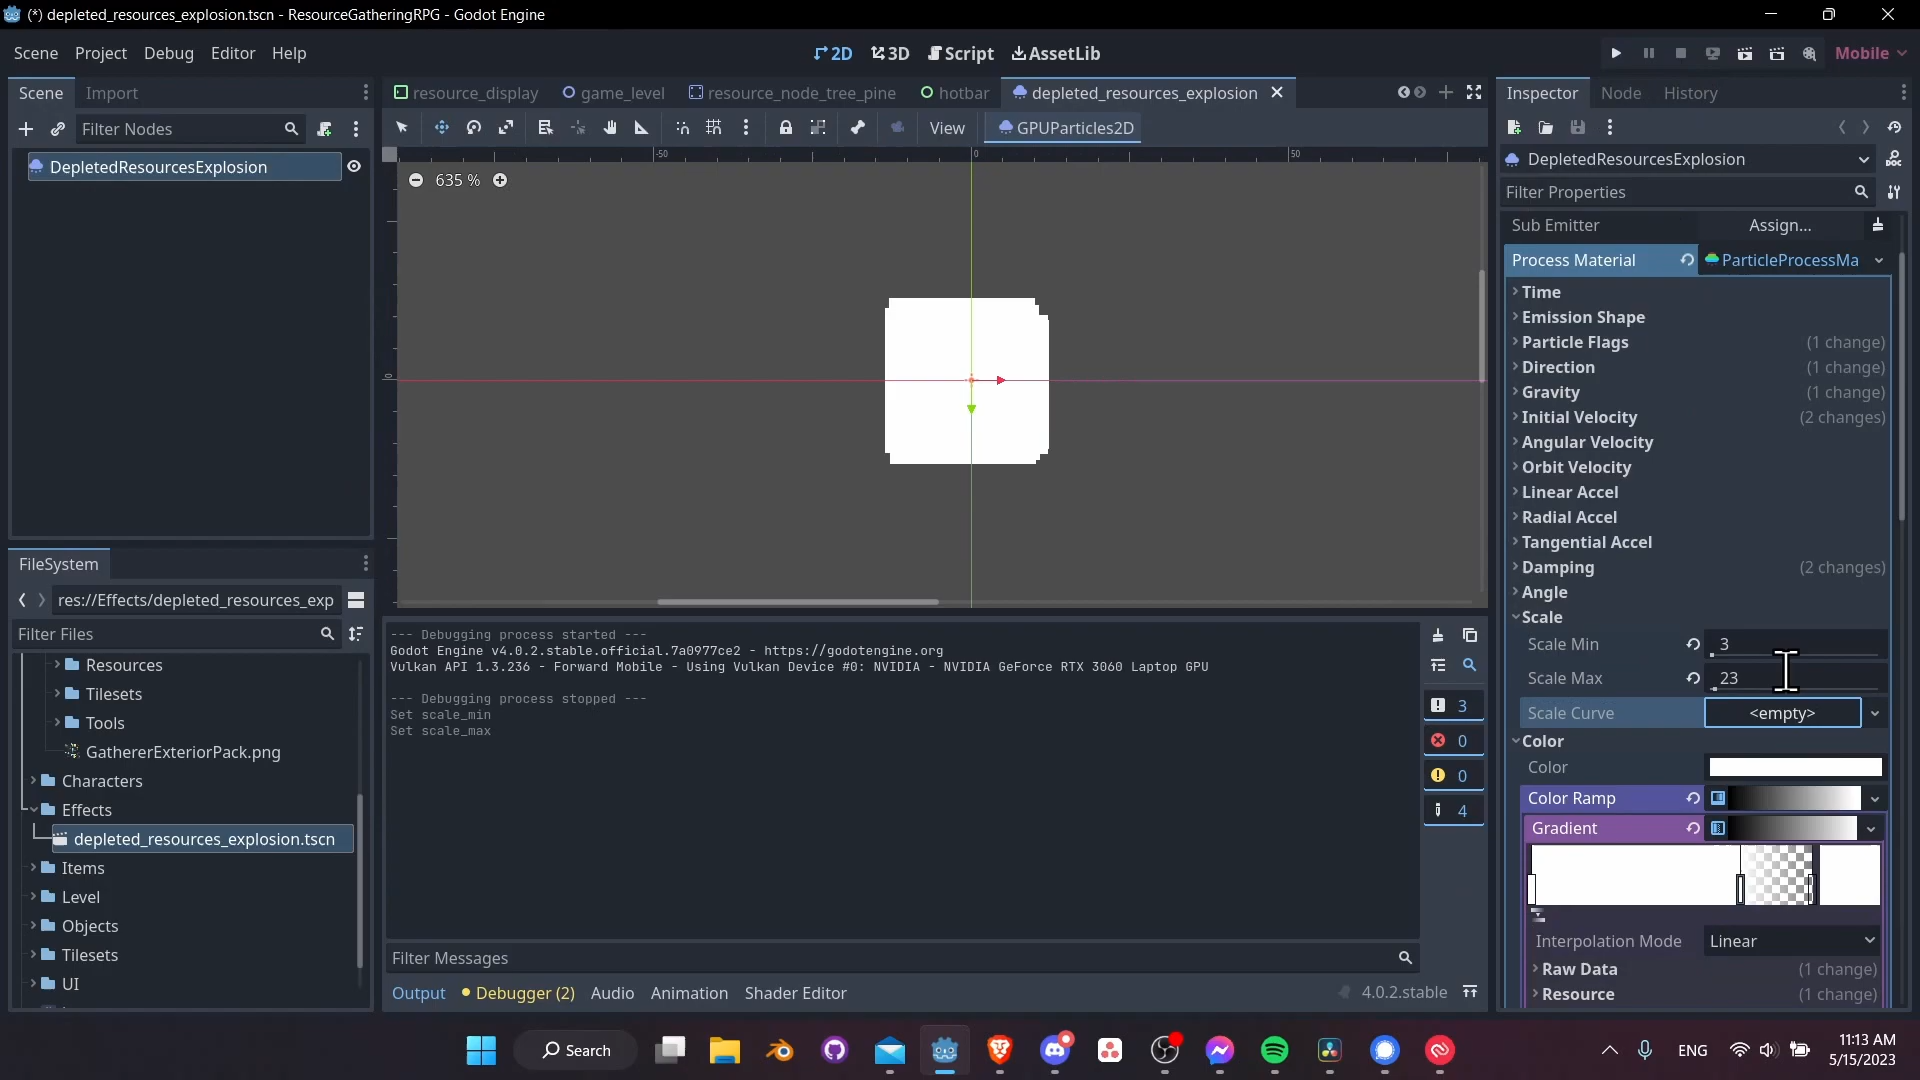 (*) depleted_resources_explosion.tscn - ResourceGatheringRPG - Godot Engine
Scene Project Debug Editor Help
2D 3D Script AssetLib
Mobile
Scene Import
resource_display game_level resource_node_tree_pine hotbar depleted_resources_explosion
Inspector Node History
Filter Nodes
View GPUParticles2D
DepletedResourcesExplosion
-50 0 50
635 %
0
DepletedResourcesExplosion
Filter Properties
Sub Emitter Assign...
Process Material ParticleProcessMa
Time
Emission Shape
Particle Flags (1 change)
Direction (1 change)
Gravity (1 change)
Initial Velocity (2 changes)
Angular Velocity
Orbit Velocity
Linear Accel
Radial Accel
Tangential Accel
Damping (2 changes)
Angle
Scale
Scale Min 3
Scale Max 23
Scale Curve <empty>
Color
Color
Color Ramp
Gradient
Interpolation Mode Linear
Raw Data (1 change)
Resource (1 change)
FileSystem
res://Effects/depleted_resources_exp
Filter Files
Resources
Tilesets
Tools
GathererExteriorPack.png
Characters
Effects
depleted_resources_explosion.tscn
Items
Level
Objects
Tilesets
UI
--- Debugging process started ---
Godot Engine v4.0.2.stable.official.7a0977ce2 - https://godotengine.org
Vulkan API 1.3.236 - Forward Mobile - Using Vulkan Device #0: NVIDIA - NVIDIA GeForce RTX 3060 Laptop GPU
--- Debugging process stopped ---
Set scale_min
Set scale_max
3
0
0
4
Filter Messages
Output Debugger (2) Audio Animation Shader Editor
4.0.2.stable
Search
ENG
11:13 AM
5/15/2023